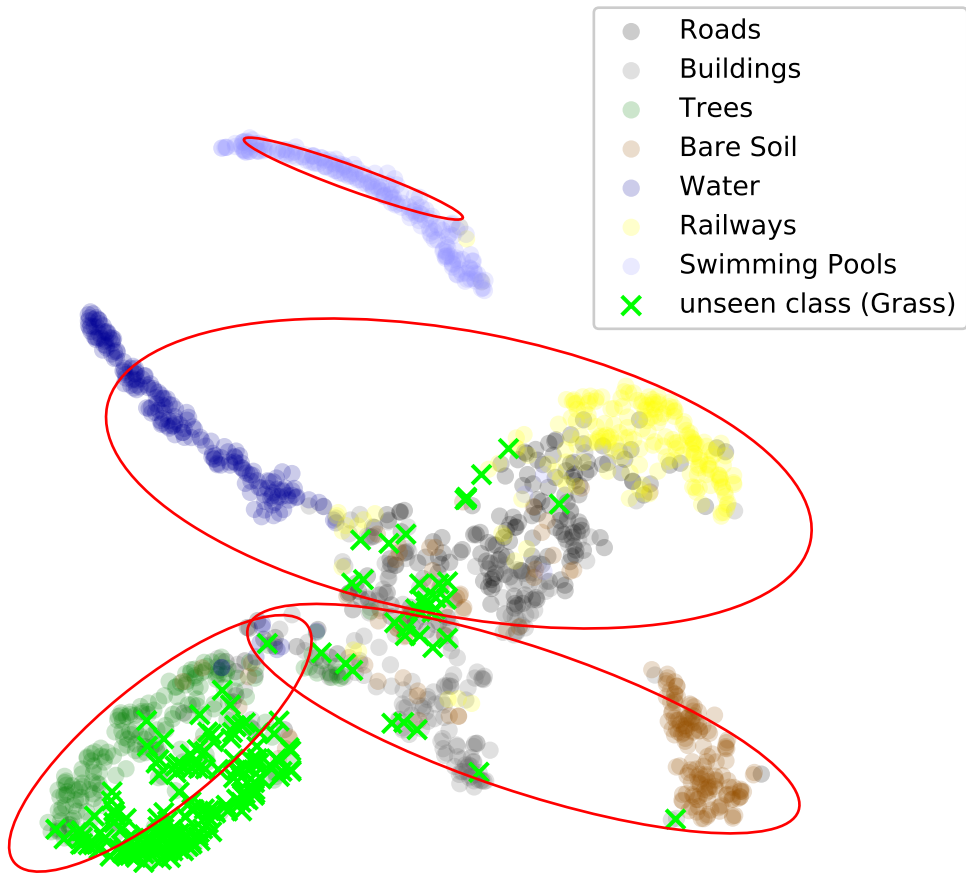 Roads
Buildings
Trees
Bare Soil
Water
Railways
Swimming Pools
unseen class (Grass)